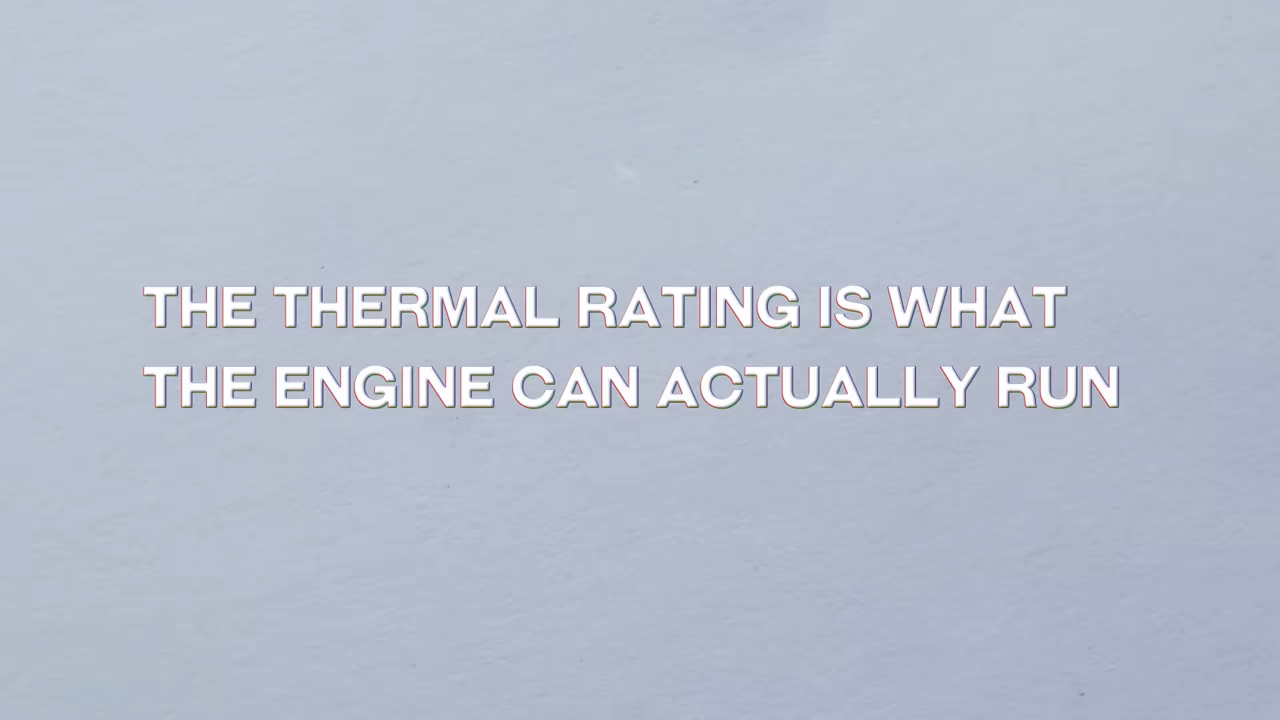 THE THERMAL RATING IS WHAT
THE ENGINE CAN ACTUALLY RUN